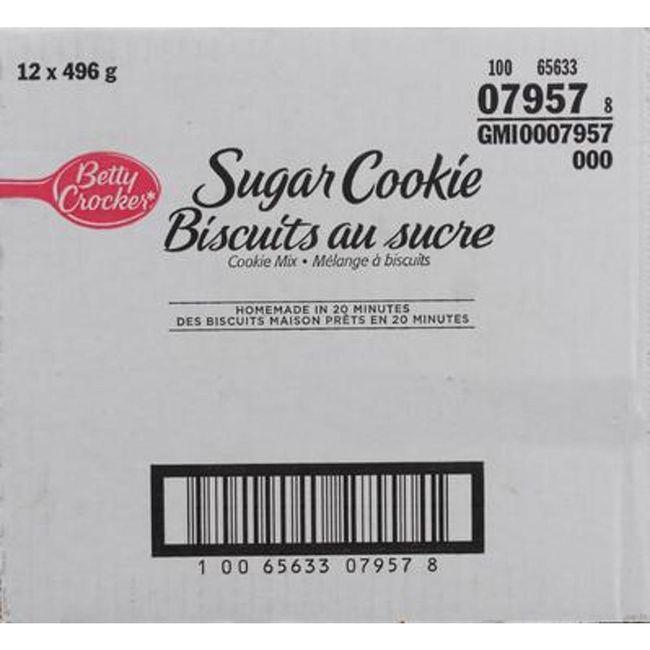 12 x 496 g
100 65633
07957 8
GMI0007957
000
Betty
Crocker*
Sugar Cookie
Biscuits au sucre
Cookie Mix • Mélange à biscuits
HOMEMADE IN 20 MINUTES
DES BISCUITS MAISON PRÊTS EN 20 MINUTES
1 00 65633 07957 8